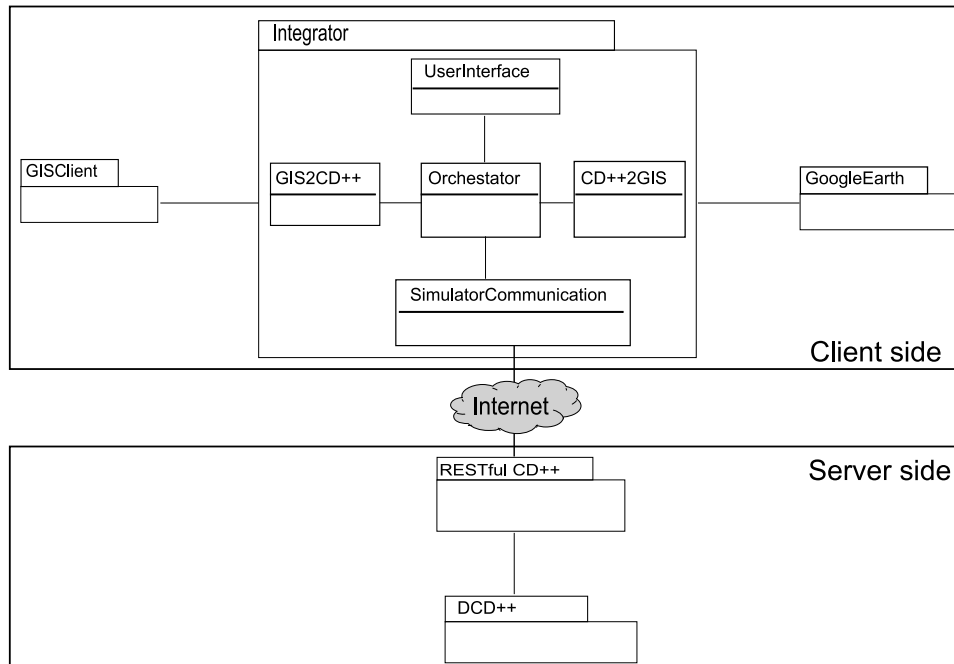 Integrator
UserInterface
GISClient
GIS2CD++
Orchestator
CD++2GIS
GoogleEarth
SimulatorCommunication
Client side
Internet
Server side
RESTful CD++
DCD++